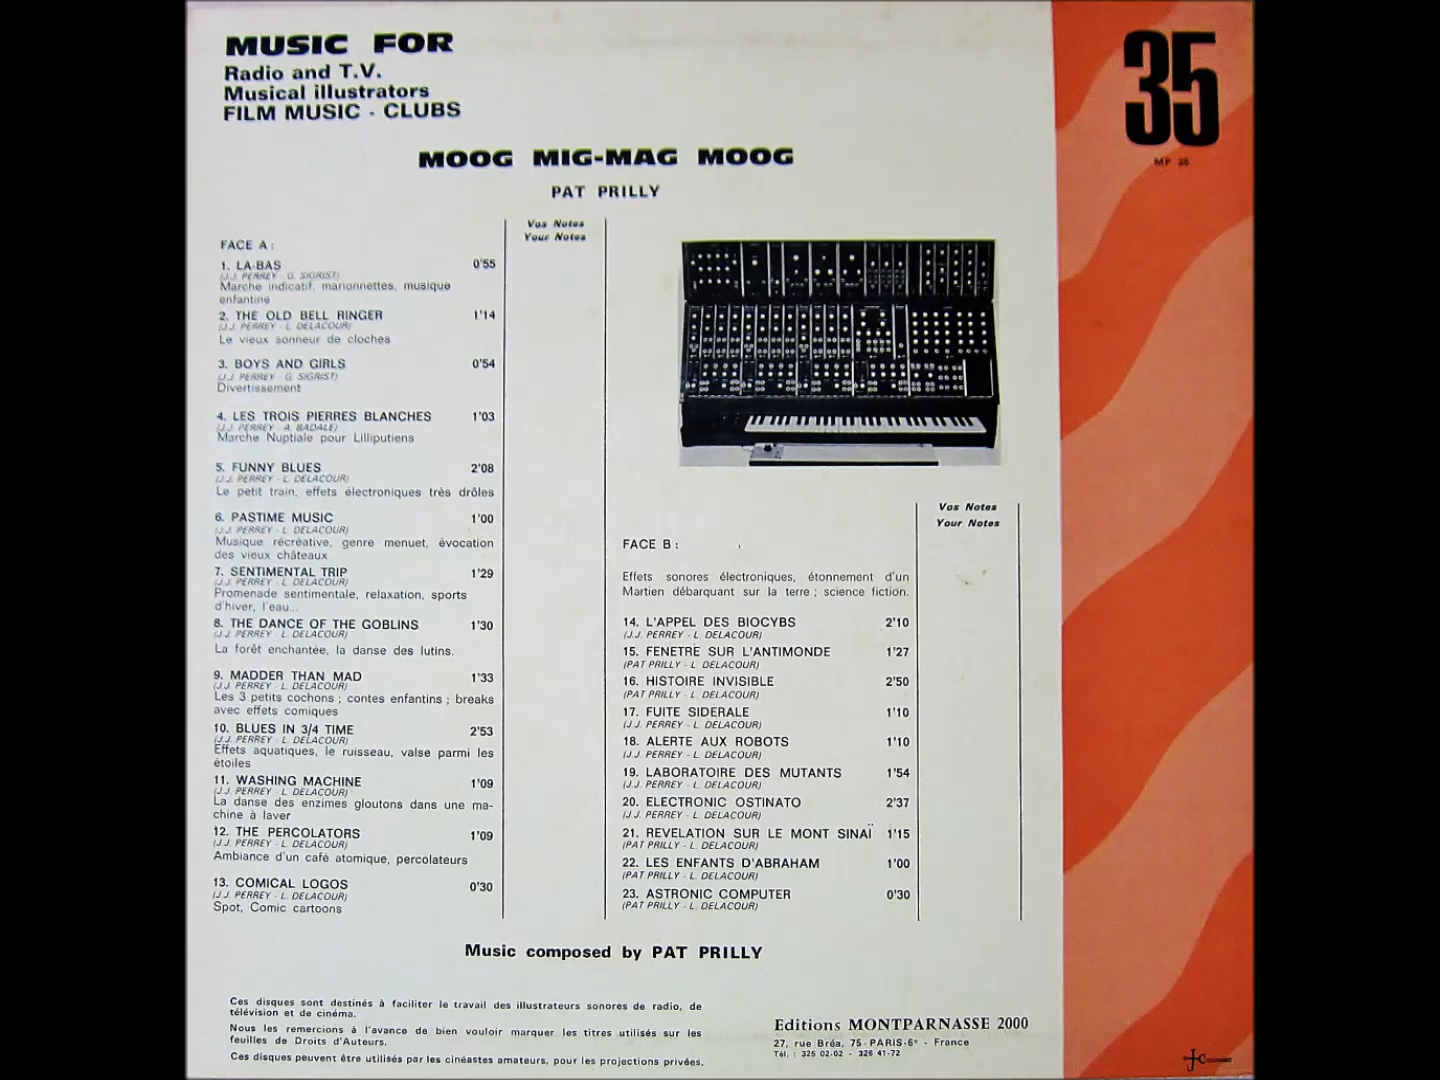 MUSIC FOR
Radio and T.V.
Musical illustrators
FILM MUSIC - CLUBS
35
MP 35
MOOG MIG-MAG MOOG
PAT PRILLY
Vos Notes
Your Notes
FACE A :
1. LA-BAS 0'55
(J.J. PERREY - G. SIGRIST)
Marche indicatif, marionnettes, musique
enfantine
2. THE OLD BELL RINGER 1'14
(J.J. PERREY - L. DELACOUR)
Le vieux sonneur de cloches
3. BOYS AND GIRLS 0'54
(J.J. PERREY - G. SIGRIST)
Divertissement
4. LES TROIS PIERRES BLANCHES 1'03
(J.J. PERREY - A. BADALE)
Marche Nuptiale pour Lilliputiens
5. FUNNY BLUES 2'08
(J.J. PERREY - L. DELACOUR)
Le petit train, effets électroniques très drôles
6. PASTIME MUSIC 1'00
(J.J. PERREY - L. DELACOUR)
Musique récréative, genre menuet, évocation
des vieux châteaux
7. SENTIMENTAL TRIP 1'29
(J.J. PERREY - L. DELACOUR)
Promenade sentimentale, relaxation, sports
d'hiver, l'eau...
8. THE DANCE OF THE GOBLINS 1'30
(J.J. PERREY - L. DELACOUR)
La forêt enchantée, la danse des lutins.
9. MADDER THAN MAD 1'33
(J.J. PERREY - L. DELACOUR)
Les 3 petits cochons ; contes enfantins ; breaks
avec effets comiques
10. BLUES IN 3/4 TIME 2'53
(J.J. PERREY - L. DELACOUR)
Effets aquatiques, le ruisseau, valse parmi les
étoiles
11. WASHING MACHINE 1'09
(J.J. PERREY - L. DELACOUR)
La danse des enzimes gloutons dans une ma-
chine à laver
12. THE PERCOLATORS 1'09
(J.J. PERREY - L. DELACOUR)
Ambiance d'un café atomique, percolateurs
13. COMICAL LOGOS 0'30
(J.J. PERREY - L. DELACOUR)
Spot, Comic cartoons
Vos Notes
Your Notes
FACE B :
Effets sonores électroniques, étonnement d'un
Martien débarquant sur la terre ; science fiction.
14. L'APPEL DES BIOCYBS 2'10
(J.J. PERREY - L. DELACOUR)
15. FENETRE SUR L'ANTIMONDE 1'27
(PAT PRILLY - L. DELACOUR)
16. HISTOIRE INVISIBLE 2'50
(PAT PRILLY - L. DELACOUR)
17. FUITE SIDERALE 1'10
(J.J. PERREY - L. DELACOUR)
18. ALERTE AUX ROBOTS 1'10
(J.J. PERREY - L. DELACOUR)
19. LABORATOIRE DES MUTANTS 1'54
(J.J. PERREY - L. DELACOUR)
20. ELECTRONIC OSTINATO 2'37
(J.J. PERREY - L. DELACOUR)
21. REVELATION SUR LE MONT SINAÏ 1'15
(PAT PRILLY - L. DELACOUR)
22. LES ENFANTS D'ABRAHAM 1'00
(PAT PRILLY - L. DELACOUR)
23. ASTRONIC COMPUTER 0'30
(PAT PRILLY - L. DELACOUR)
Music composed by PAT PRILLY
Ces disques sont destinés à faciliter le travail des illustrateurs sonores de radio, de
télévision et de cinéma.
Nous les remercions à l'avance de bien vouloir marquer les titres utilisés sur les
feuilles de Droits d'Auteurs.
Ces disques peuvent être utilisés par les cinéastes amateurs, pour les projections privées.
Editions MONTPARNASSE 2000
27, rue Bréa, 75 - PARIS-6e - France
Tél. : 325 02-02 - 326 41-72